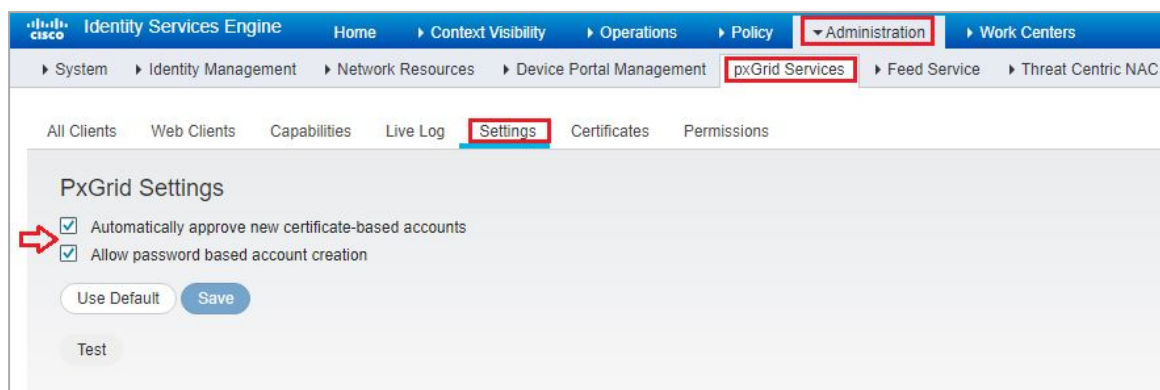 cisco Identity Services Engine Home Context Visibility Operations Policy Administration Work Centers
System Identity Management Network Resources Device Portal Management pxGrid Services Feed Service Threat Centric NAC
All Clients Web Clients Capabilities Live Log Settings Certificates Permissions
PxGrid Settings
Automatically approve new certificate-based accounts
Allow password based account creation
Use Default Save
Test